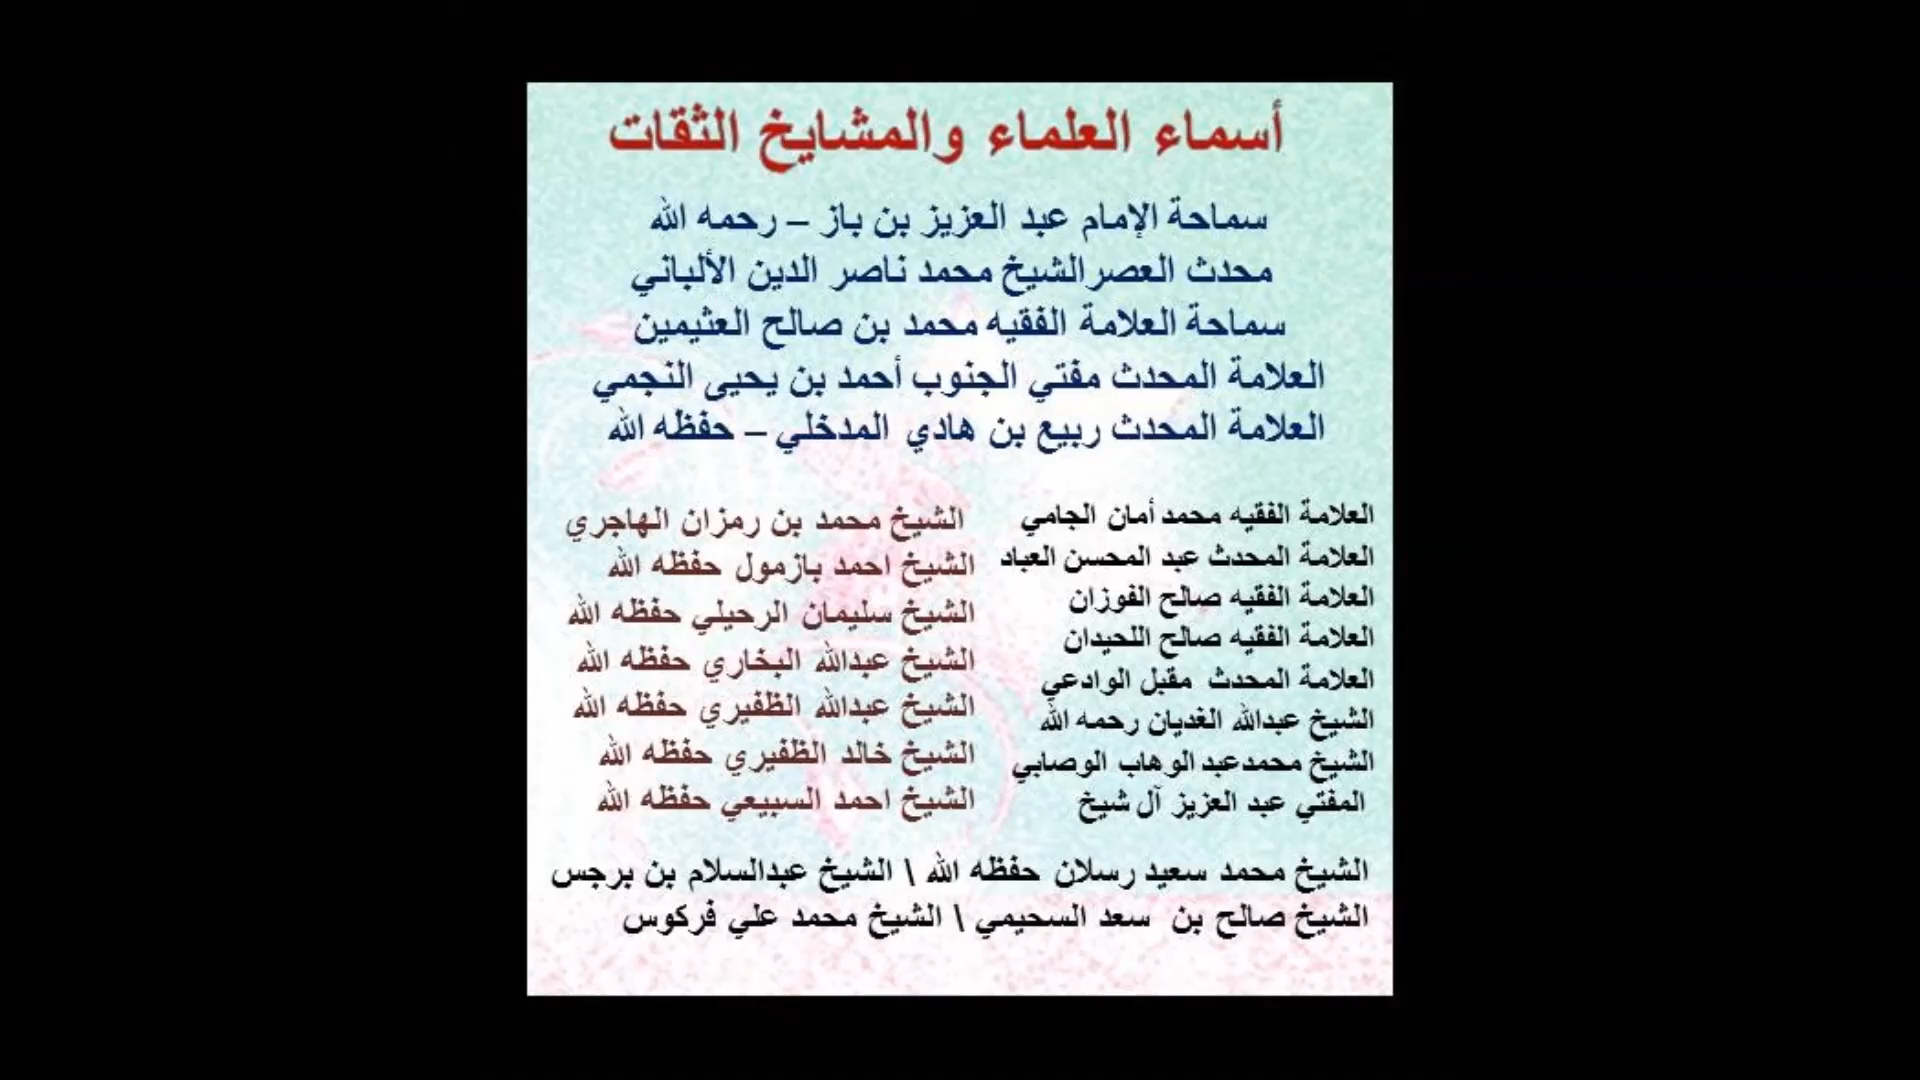 أسماء العلماء والمشايخ الثقات
سماحة الإمام عبد العزيز بن باز – رحمه الله
محدث العصرالشيخ محمد ناصر الدين الألباني
سماحة العلامة الفقيه محمد بن صالح العثيمين
العلامة المحدث مفتي الجنوب أحمد بن يحيى النجمي
العلامة المحدث ربيع بن هادي المدخلي – حفظه الله
العلامة الفقيه محمد أمان الجامي
العلامة المحدث عبد المحسن العباد
العلامة الفقيه صالح الفوزان
العلامة الفقيه صالح اللحيدان
العلامة المحدث مقبل الوادعي
الشيخ عبدالله الغديان رحمه الله
الشيخ محمدعبد الوهاب الوصابي
المفتي عبد العزيز آل شيخ
الشيخ محمد بن رمزان الهاجري
الشيخ احمد بازمول حفظه الله
الشيخ سليمان الرحيلي حفظه الله
الشيخ عبدالله البخاري حفظه الله
الشيخ عبدالله الظفيري حفظه الله
الشيخ خالد الظفيري حفظه الله
الشيخ احمد السبيعي حفظه الله
الشيخ محمد سعيد رسلان حفظه الله \ الشيخ عبدالسلام بن برجس
الشيخ صالح بن سعد السحيمي \ الشيخ محمد علي فركوس